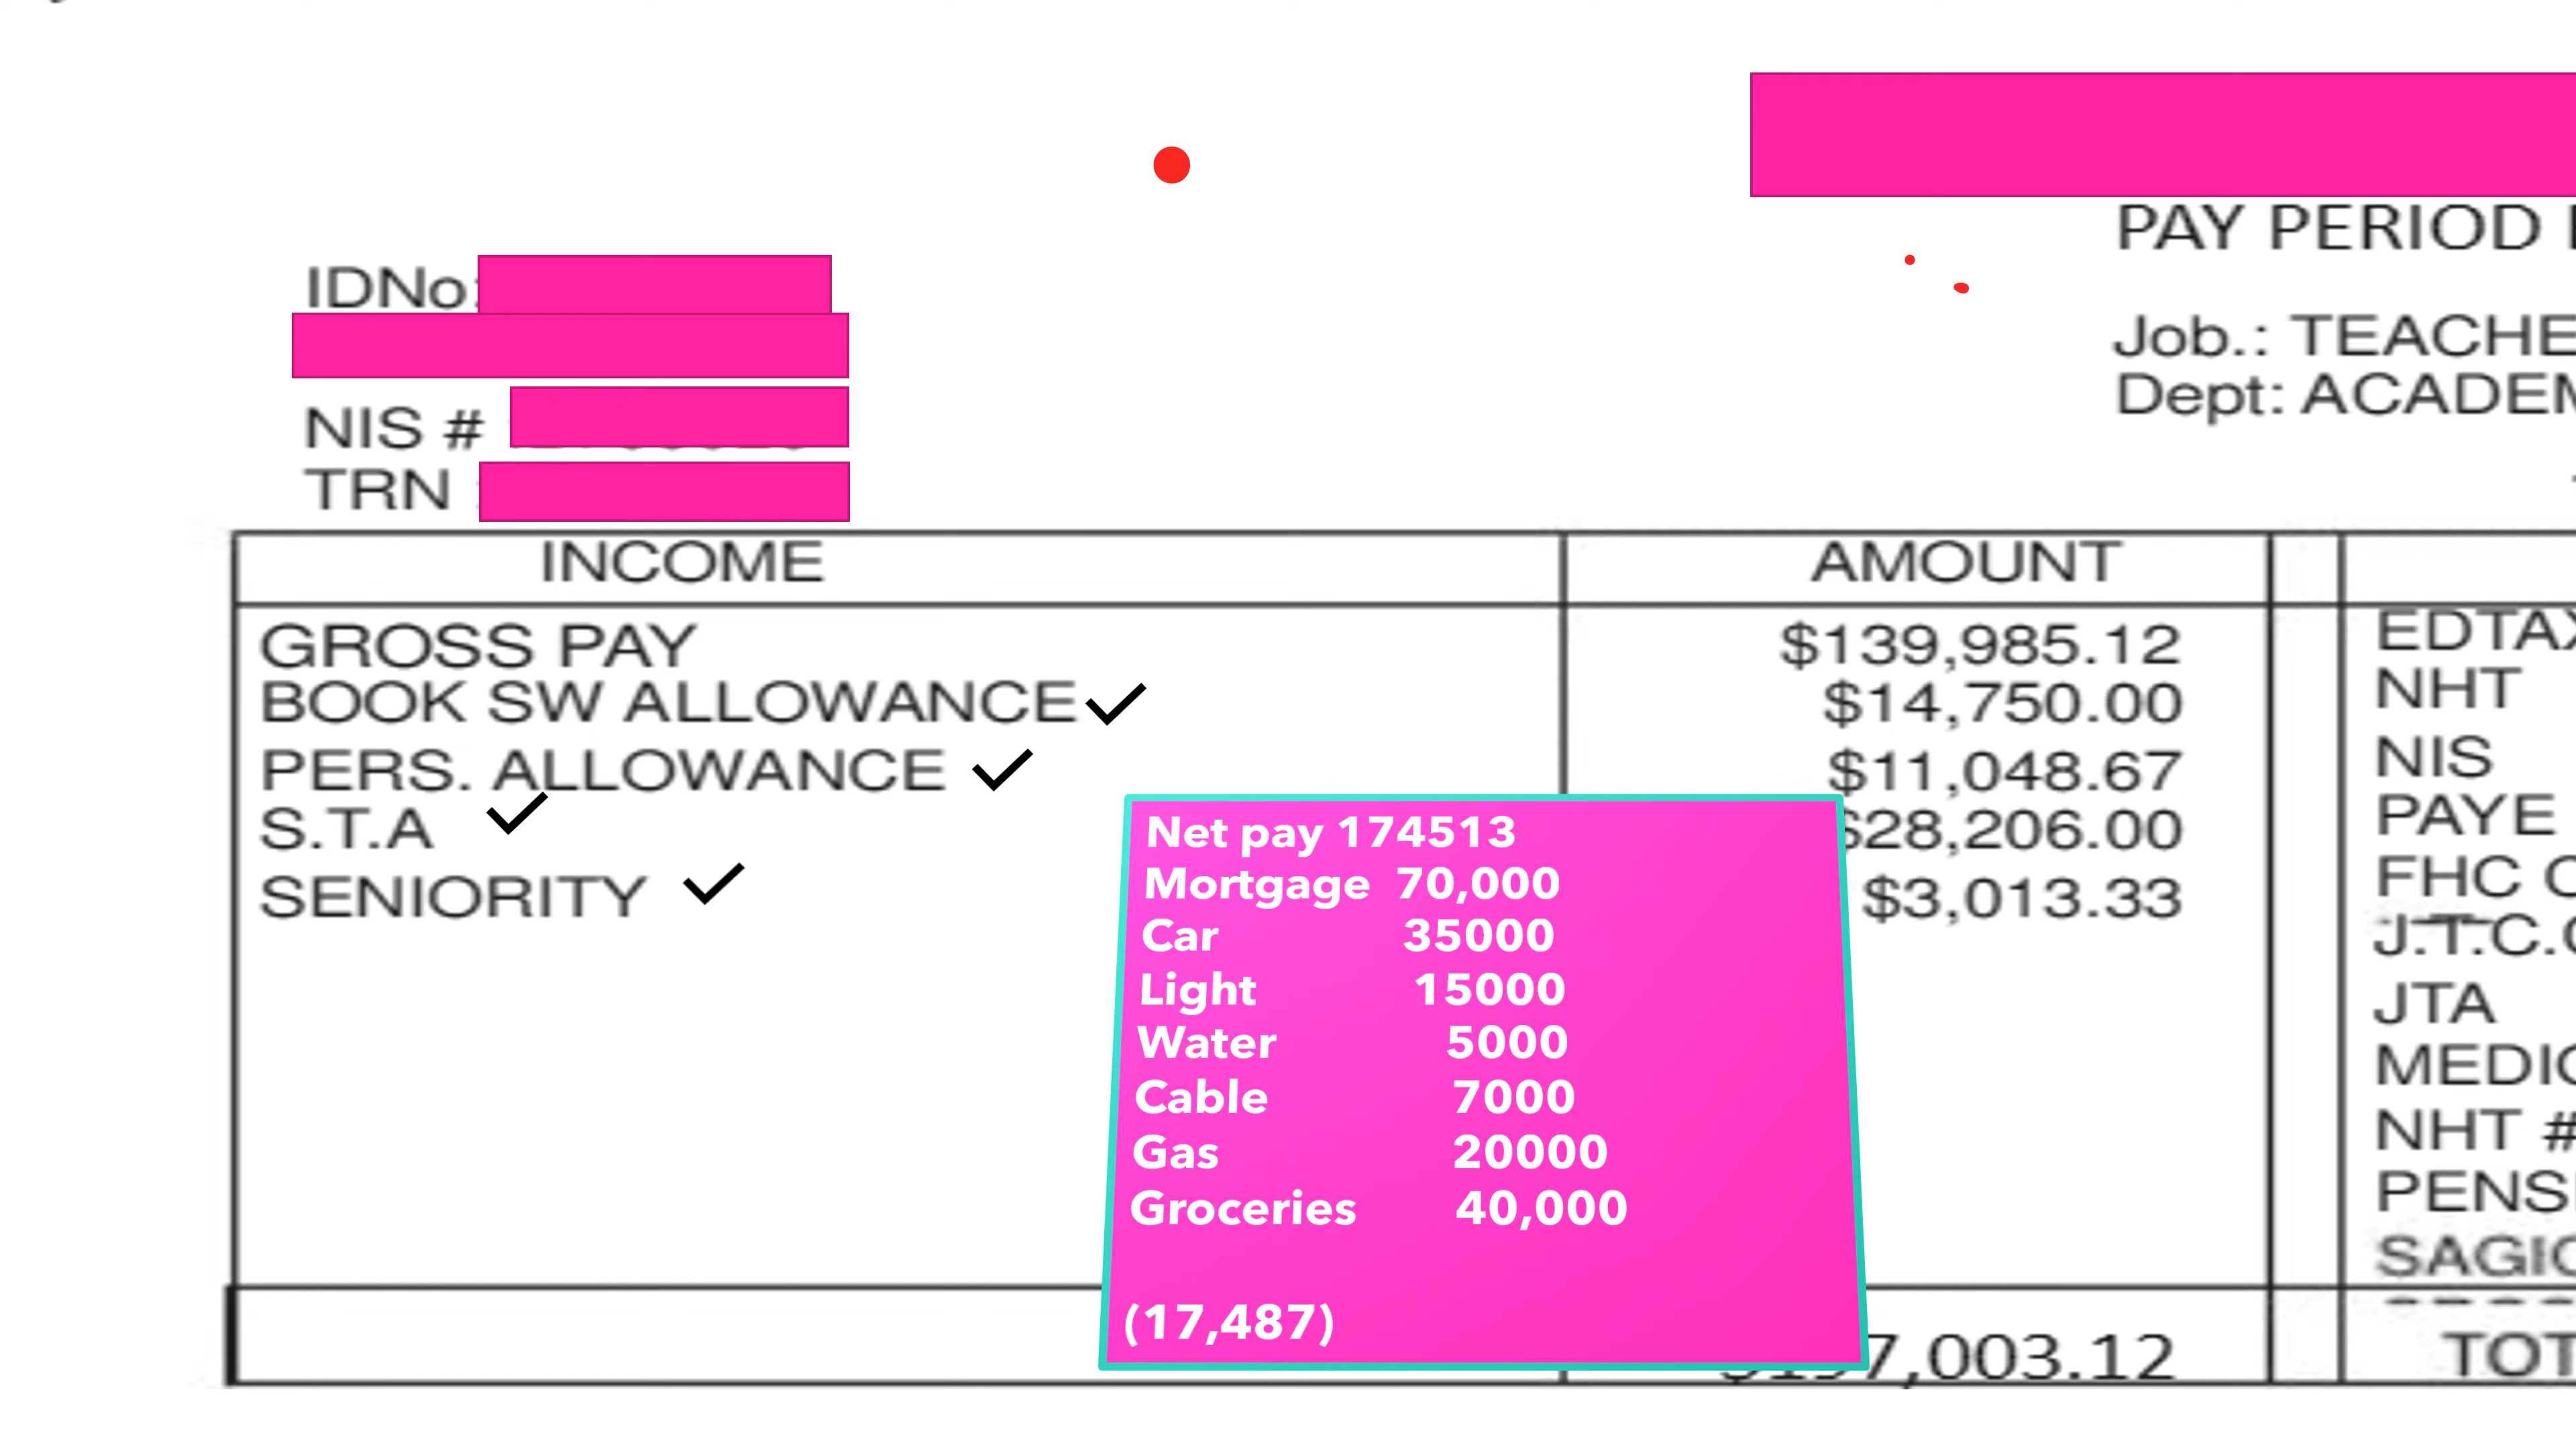 PAY PERIOD
IDNo:
Job.: TEACHE
Dept: ACADEM
NIS #
TRN :
INCOME AMOUNT
GROSS PAY $139,985.12 EDTAX
BOOK SW ALLOWANCE $14,750.00 NHT
PERS. ALLOWANCE $11,048.67 NIS
S.T.A $28,206.00 PAYE
SENIORITY $3,013.33 FHC C
J.T.C.
JTA
MEDIC
NHT #
PENS
SAGIC
7,003.12 TOT
Net pay 174513
Mortgage 70,000
Car 35000
Light 15000
Water 5000
Cable 7000
Gas 20000
Groceries 40,000
(17,487)